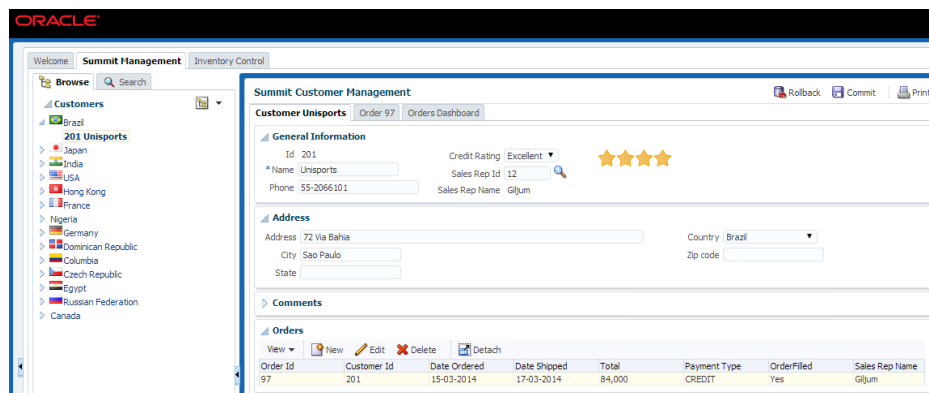 ORACLE
Welcome Summit Management Inventory Control
Browse Search
Customers
Brazil
201 Unisports
Japan
India
USA
Hong Kong
France
Nigeria
Germany
Dominican Republic
Columbia
Czech Republic
Egypt
Russian Federation
Canada
Summit Customer Management Rollback Commit Print
Customer Unisports Order 97 Orders Dashboard
General Information
Id 201 Credit Rating Excellent
* Name Unisports Sales Rep Id 12
Phone 55-2066101 Sales Rep Name Giljum
Address
Address 72 Via Bahia Country Brazil
City Sao Paulo Zip code
State
Comments
Orders
View New Edit Delete Detach
Order Id Customer Id Date Ordered Date Shipped Total Payment Type OrderFilled Sales Rep Name
97 201 15-03-2014 17-03-2014 84,000 CREDIT Yes Giljum